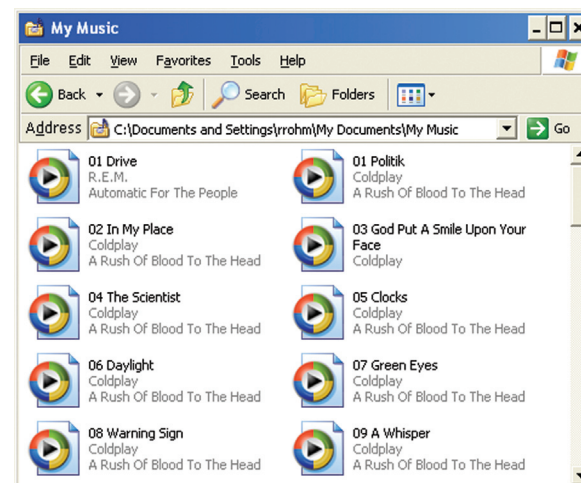 My Music
File Edit View Favorites Tools Help
Back Search Folders
Address C:\Documents and Settings\rrohm\My Documents\My Music Go
01 Drive
R.E.M.
Automatic For The People
01 Politik
Coldplay
A Rush Of Blood To The Head
02 In My Place
Coldplay
A Rush Of Blood To The Head
03 God Put A Smile Upon Your
Face
Coldplay
04 The Scientist
Coldplay
A Rush Of Blood To The Head
05 Clocks
Coldplay
A Rush Of Blood To The Head
06 Daylight
Coldplay
A Rush Of Blood To The Head
07 Green Eyes
Coldplay
A Rush Of Blood To The Head
08 Warning Sign
Coldplay
A Rush Of Blood To The Head
09 A Whisper
Coldplay
A Rush Of Blood To The Head